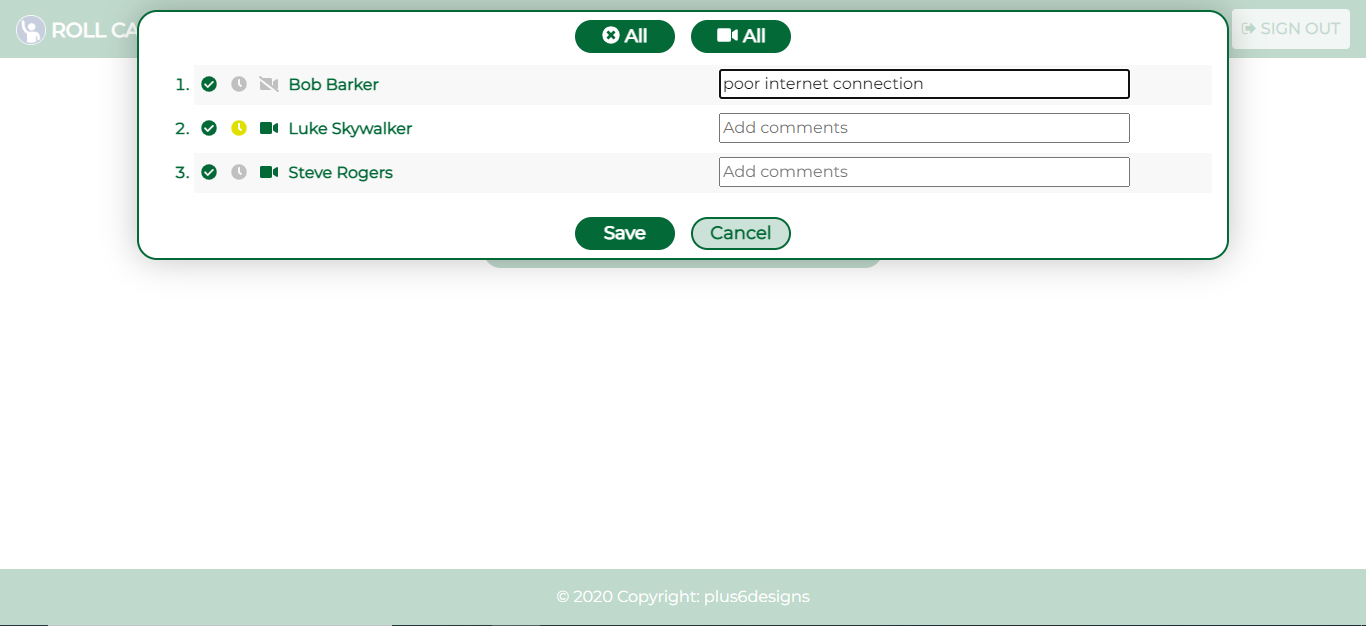 ROLL CA
SIGN OUT
All All
1. Bob Barker poor internet connection
2. Luke Skywalker Add comments
3. Steve Rogers Add comments
Save Cancel
© 2020 Copyright: plus6designs